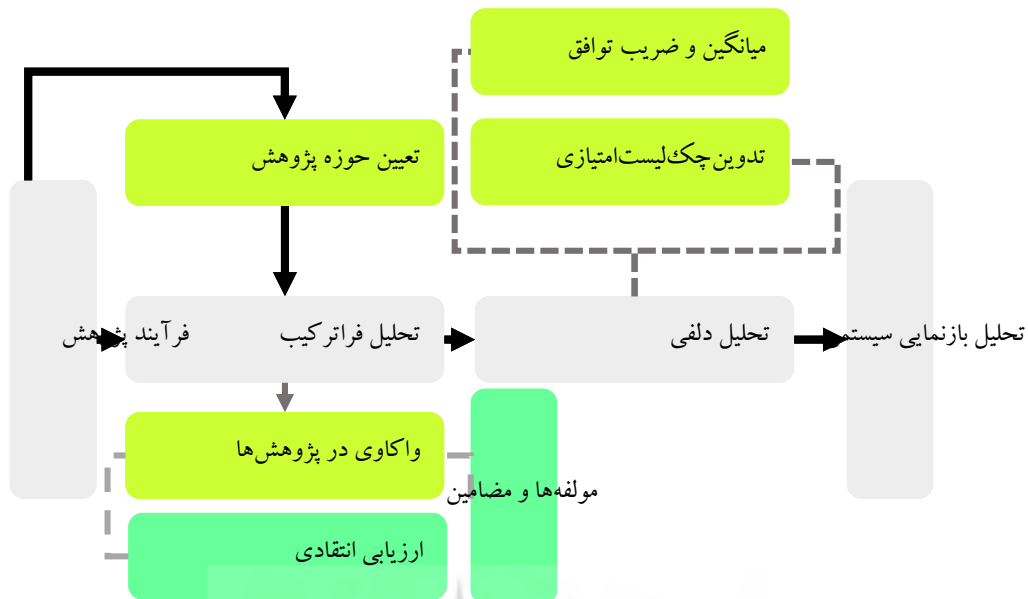 میانگین و ضریب توافق
تعیین حوزه پژوهش
تدوین چک‌لیست‌امتیازی
فرآیند پژوهش
تحلیل فراترکیب
تحلیل دلفی
تحلیل بازنمایی سیستمی
واکاوی در پژوهش‌ها
مولفه‌ها و مضامین
ارزیابی انتقادی